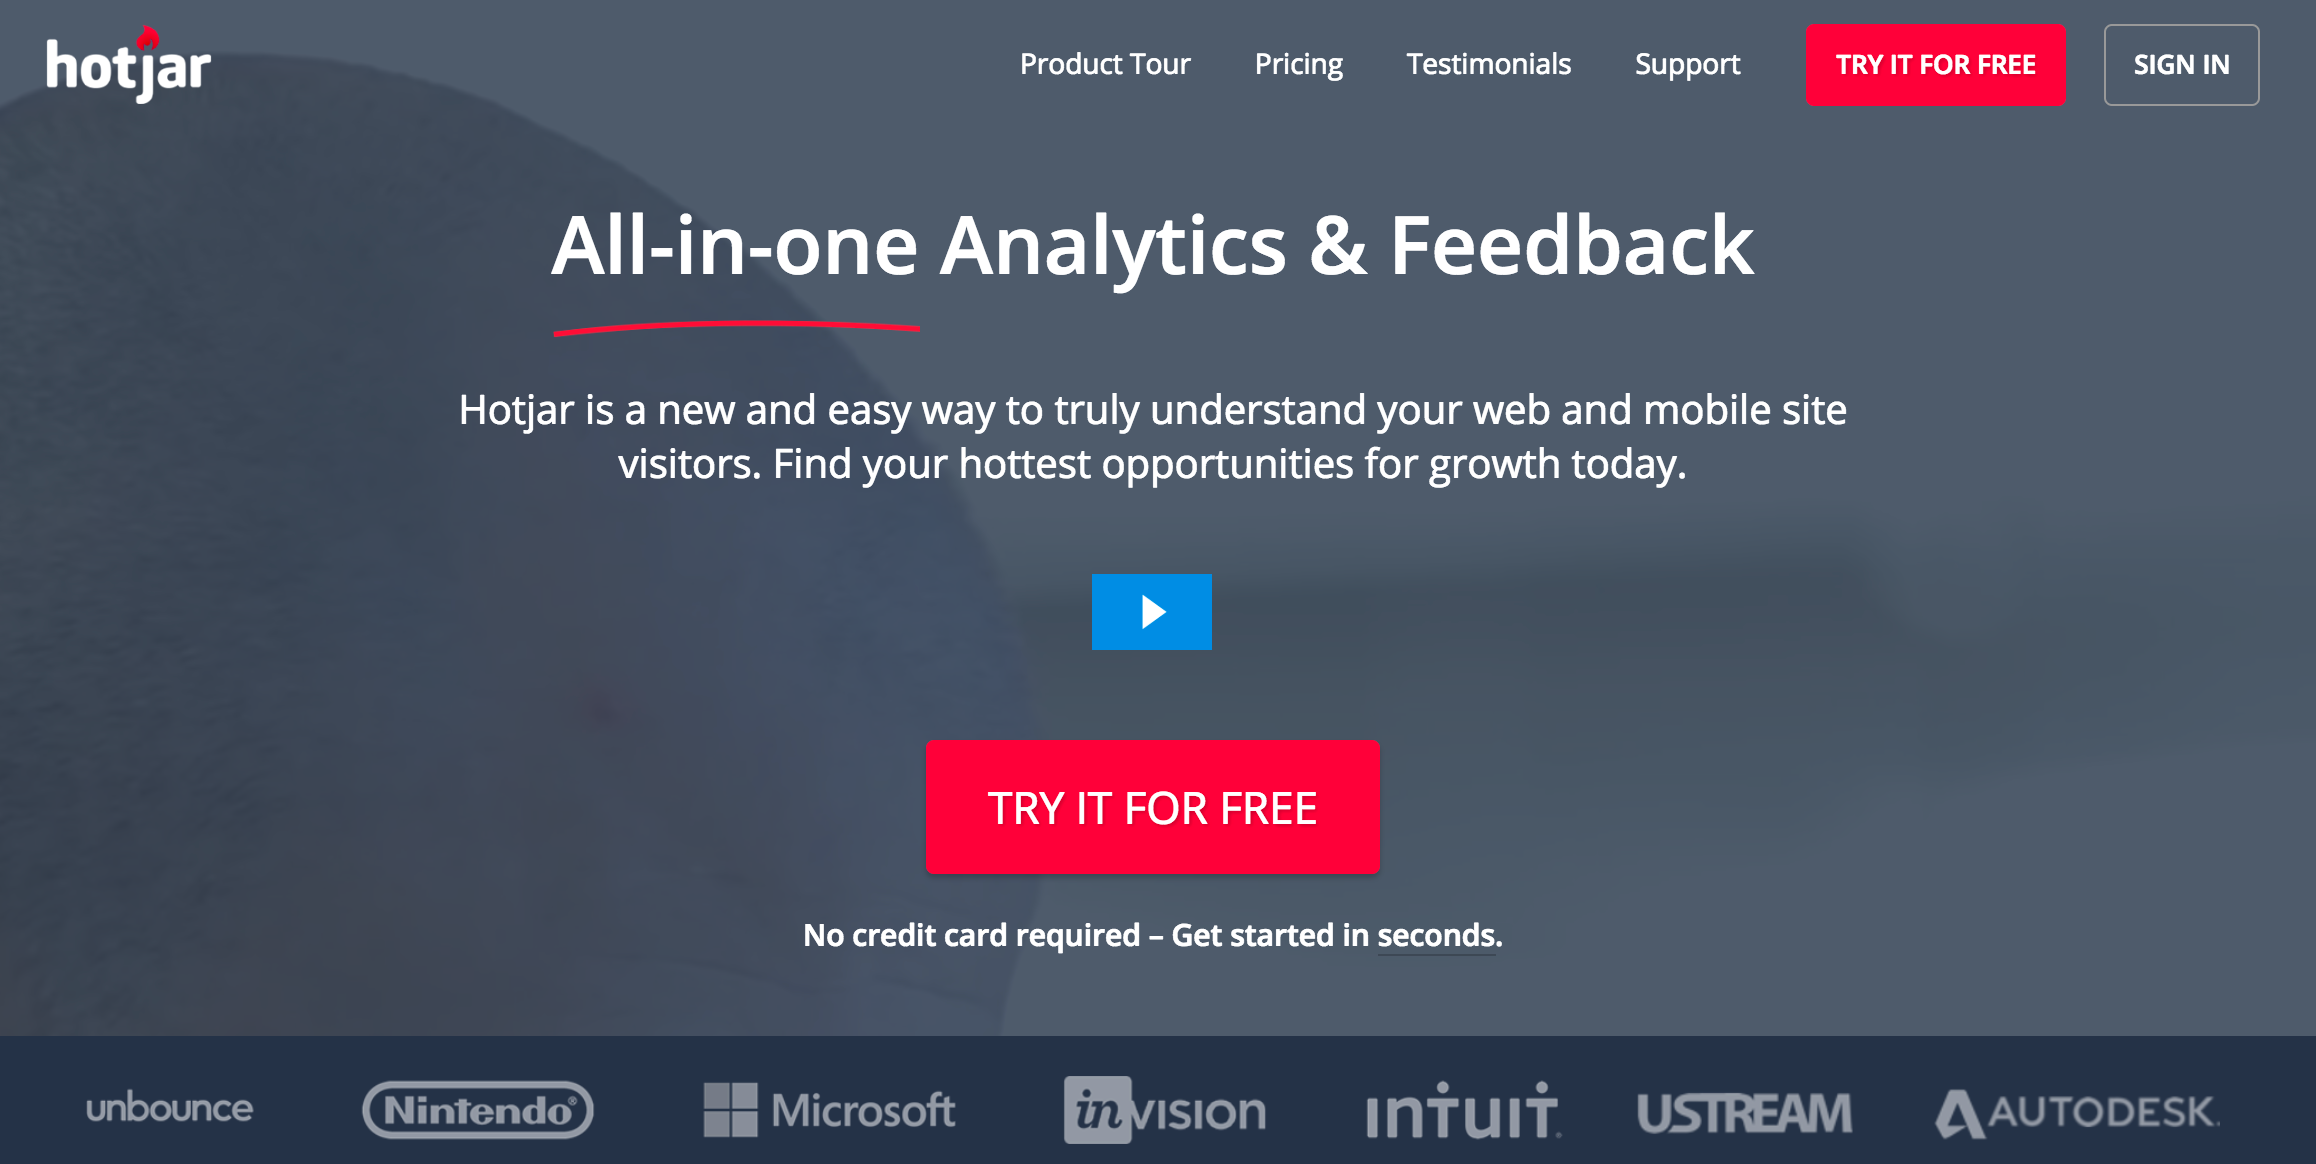 hotjar
Product Tour
Pricing
Testimonials
Support
TRY IT FOR FREE
SIGN IN
All-in-one Analytics & Feedback
Hotjar is a new and easy way to truly understand your web and mobile site
visitors. Find your hottest opportunities for growth today.
TRY IT FOR FREE
No credit card required – Get started in seconds.
unbounce
Nintendo®
Microsoft
invision
intuit.
USTREAM
AUTODESK.